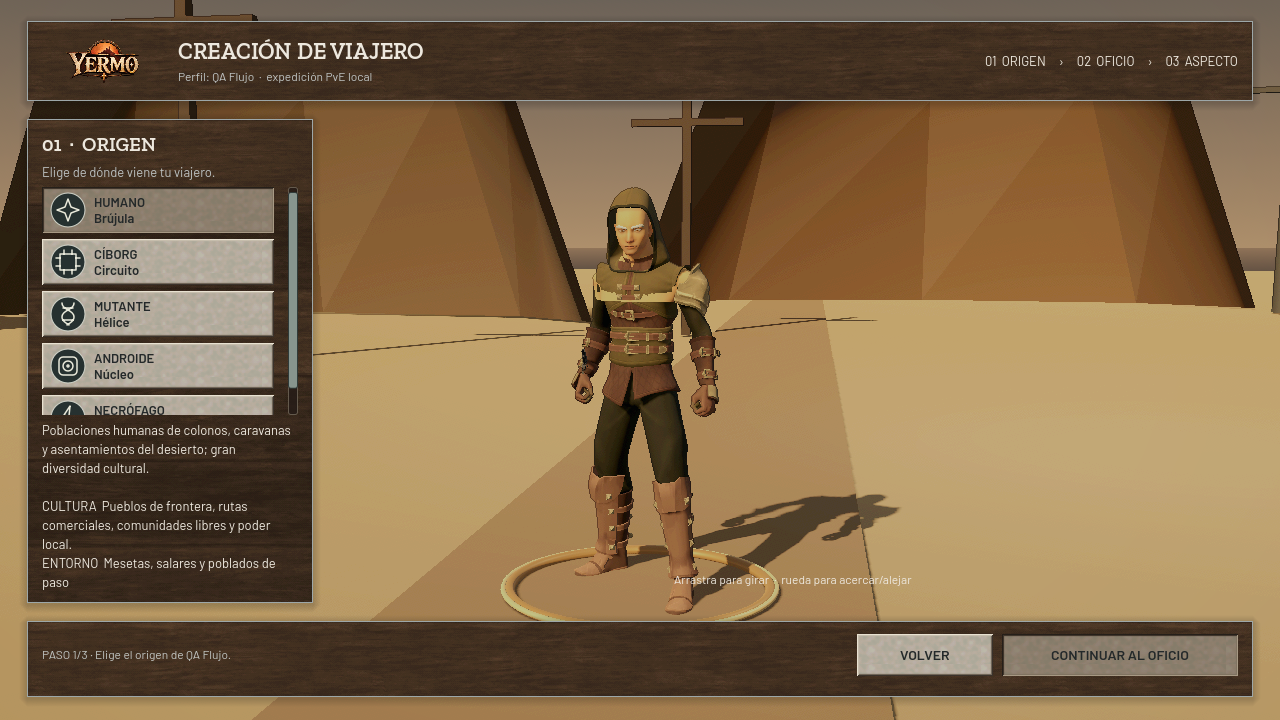 YERMO
CREACIÓN DE VIAJERO
Perfil: QA Flujo · expedición PvE local
01 ORIGEN › 02 OFICIO › 03 ASPECTO
01 · ORIGEN
Elige de dónde viene tu viajero.
HUMANO
Brújula
CÍBORG
Circuito
MUTANTE
Hélice
ANDROIDE
Núcleo
NECRÓFAGO
Poblaciones humanas de colonos, caravanas
y asentamientos del desierto; gran
diversidad cultural.
CULTURA Pueblos de frontera, rutas
comerciales, comunidades libres y poder
local.
ENTORNO Mesetas, salares y poblados de
paso
Arrastra para girar · rueda para acercar/alejar
PASO 1/3 · Elige el origen de QA Flujo.
VOLVER
CONTINUAR AL OFICIO